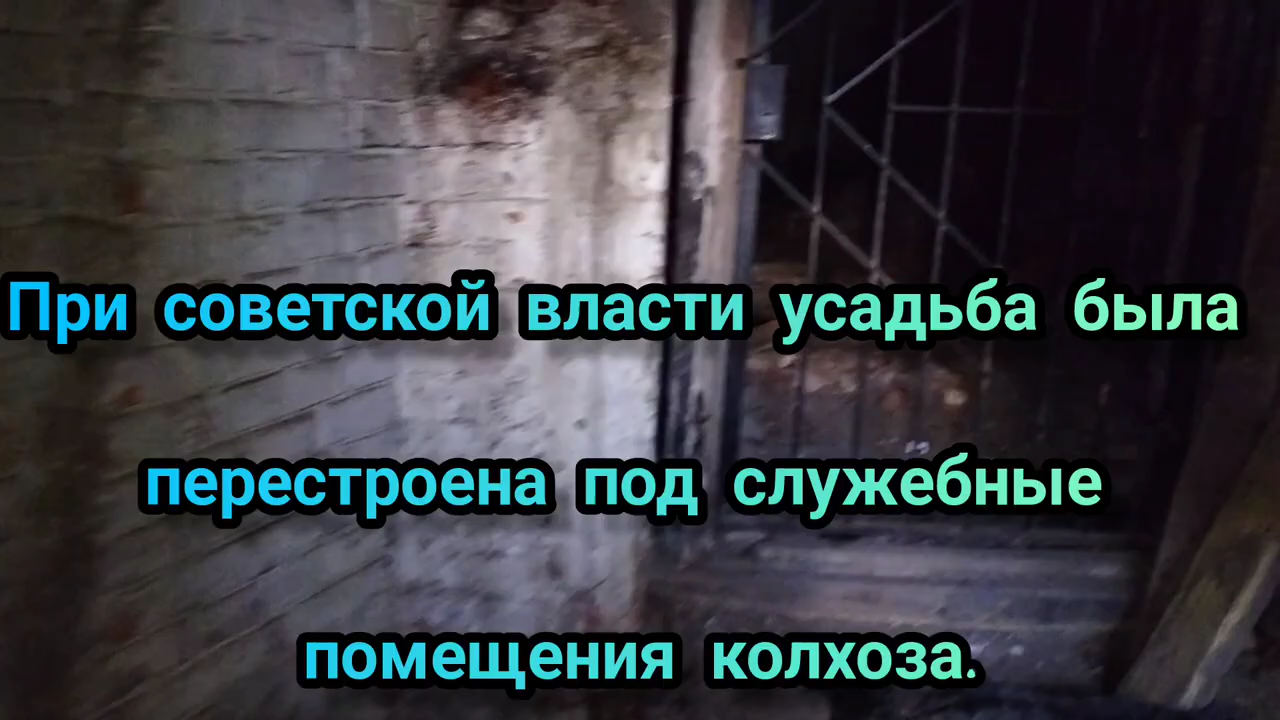 При советской власти усадьба была
перестроена под служебные
помещения колхоза.